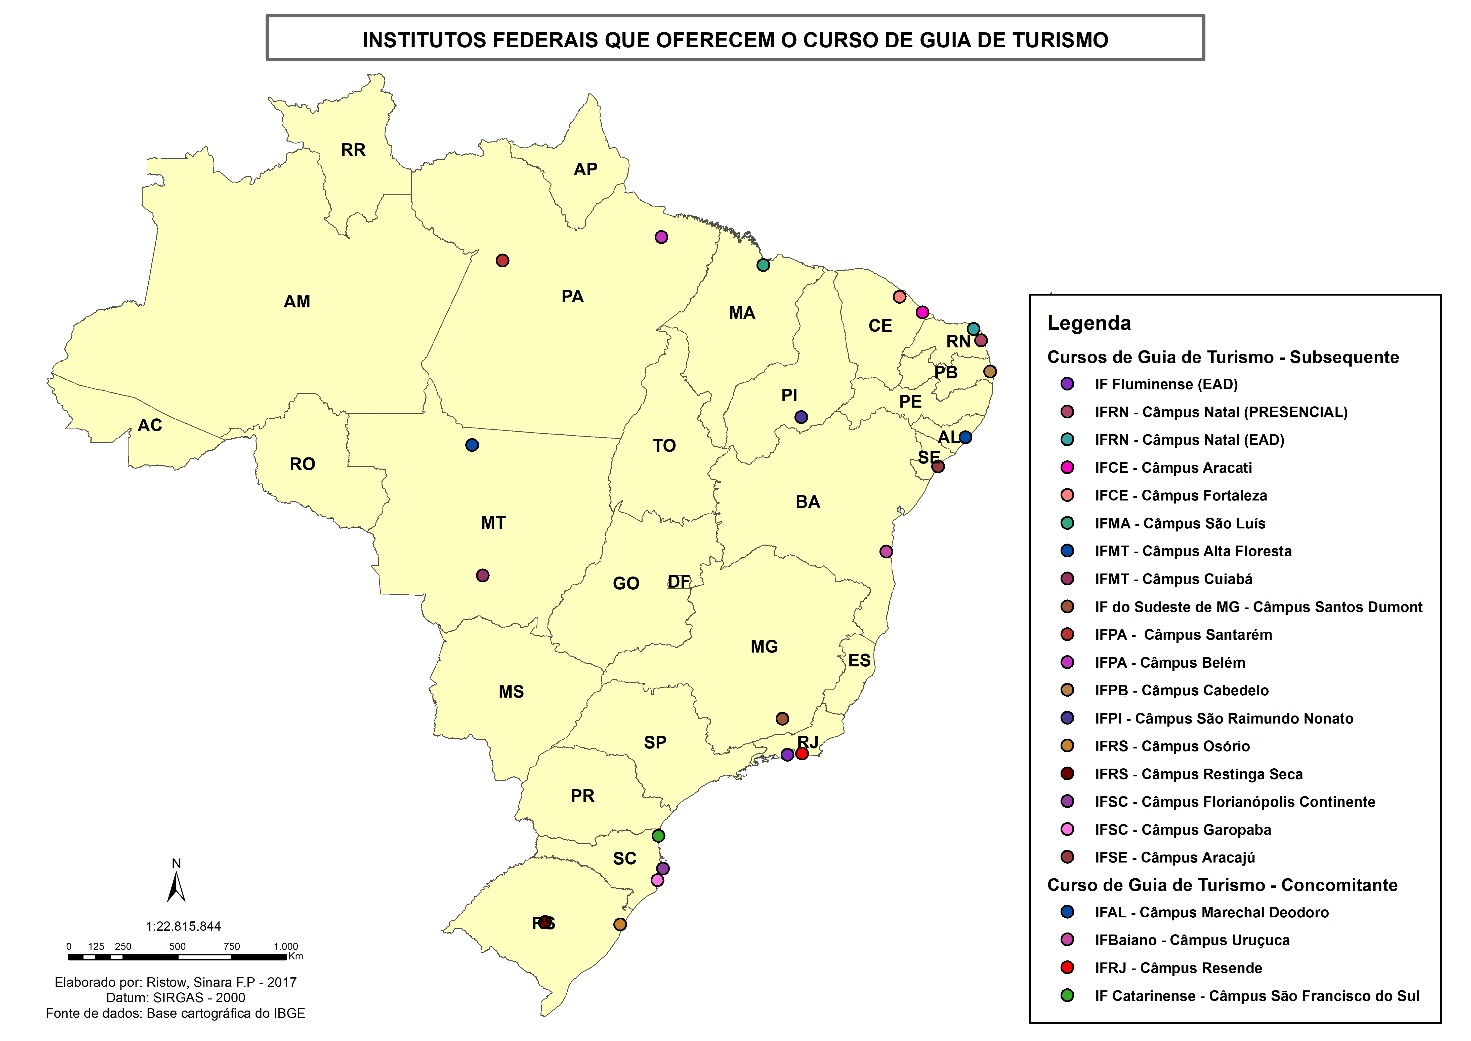 INSTITUTOS FEDERAIS QUE OFERECEM O CURSO DE GUIA DE TURISMO
RR
AP
AM
PA
MA
CE
RN
PB
PI
PE
AC
AL
TO
SE
RO
BA
MT
GO
DF
MG
ES
MS
SP
RJ
PR
SC
RS
Legenda
Cursos de Guia de Turismo - Subsequente
IF Fluminense (EAD)
IFRN - Câmpus Natal (PRESENCIAL)
IFRN - Câmpus Natal (EAD)
IFCE - Câmpus Aracati
IFCE - Câmpus Fortaleza
IFMA - Câmpus São Luís
IFMT - Câmpus Alta Floresta
IFMT - Câmpus Cuiabá
IF do Sudeste de MG - Câmpus Santos Dumont
IFPA - Câmpus Santarém
IFPA - Câmpus Belém
IFPB - Câmpus Cabedelo
IFPI - Câmpus São Raimundo Nonato
IFRS - Câmpus Osório
IFRS - Câmpus Restinga Seca
IFSC - Câmpus Florianópolis Continente
IFSC - Câmpus Garopaba
IFSE - Câmpus Aracajú
Curso de Guia de Turismo - Concomitante
IFAL - Câmpus Marechal Deodoro
IFBaiano - Câmpus Uruçuca
IFRJ - Câmpus Resende
IF Catarinense - Câmpus São Francisco do Sul
N
1:22.815.844
0 125 250 500 750 1.000
Km
Elaborado por: Ristow, Sinara F.P - 2017
Datum: SIRGAS - 2000
Fonte de dados: Base cartográfica do IBGE